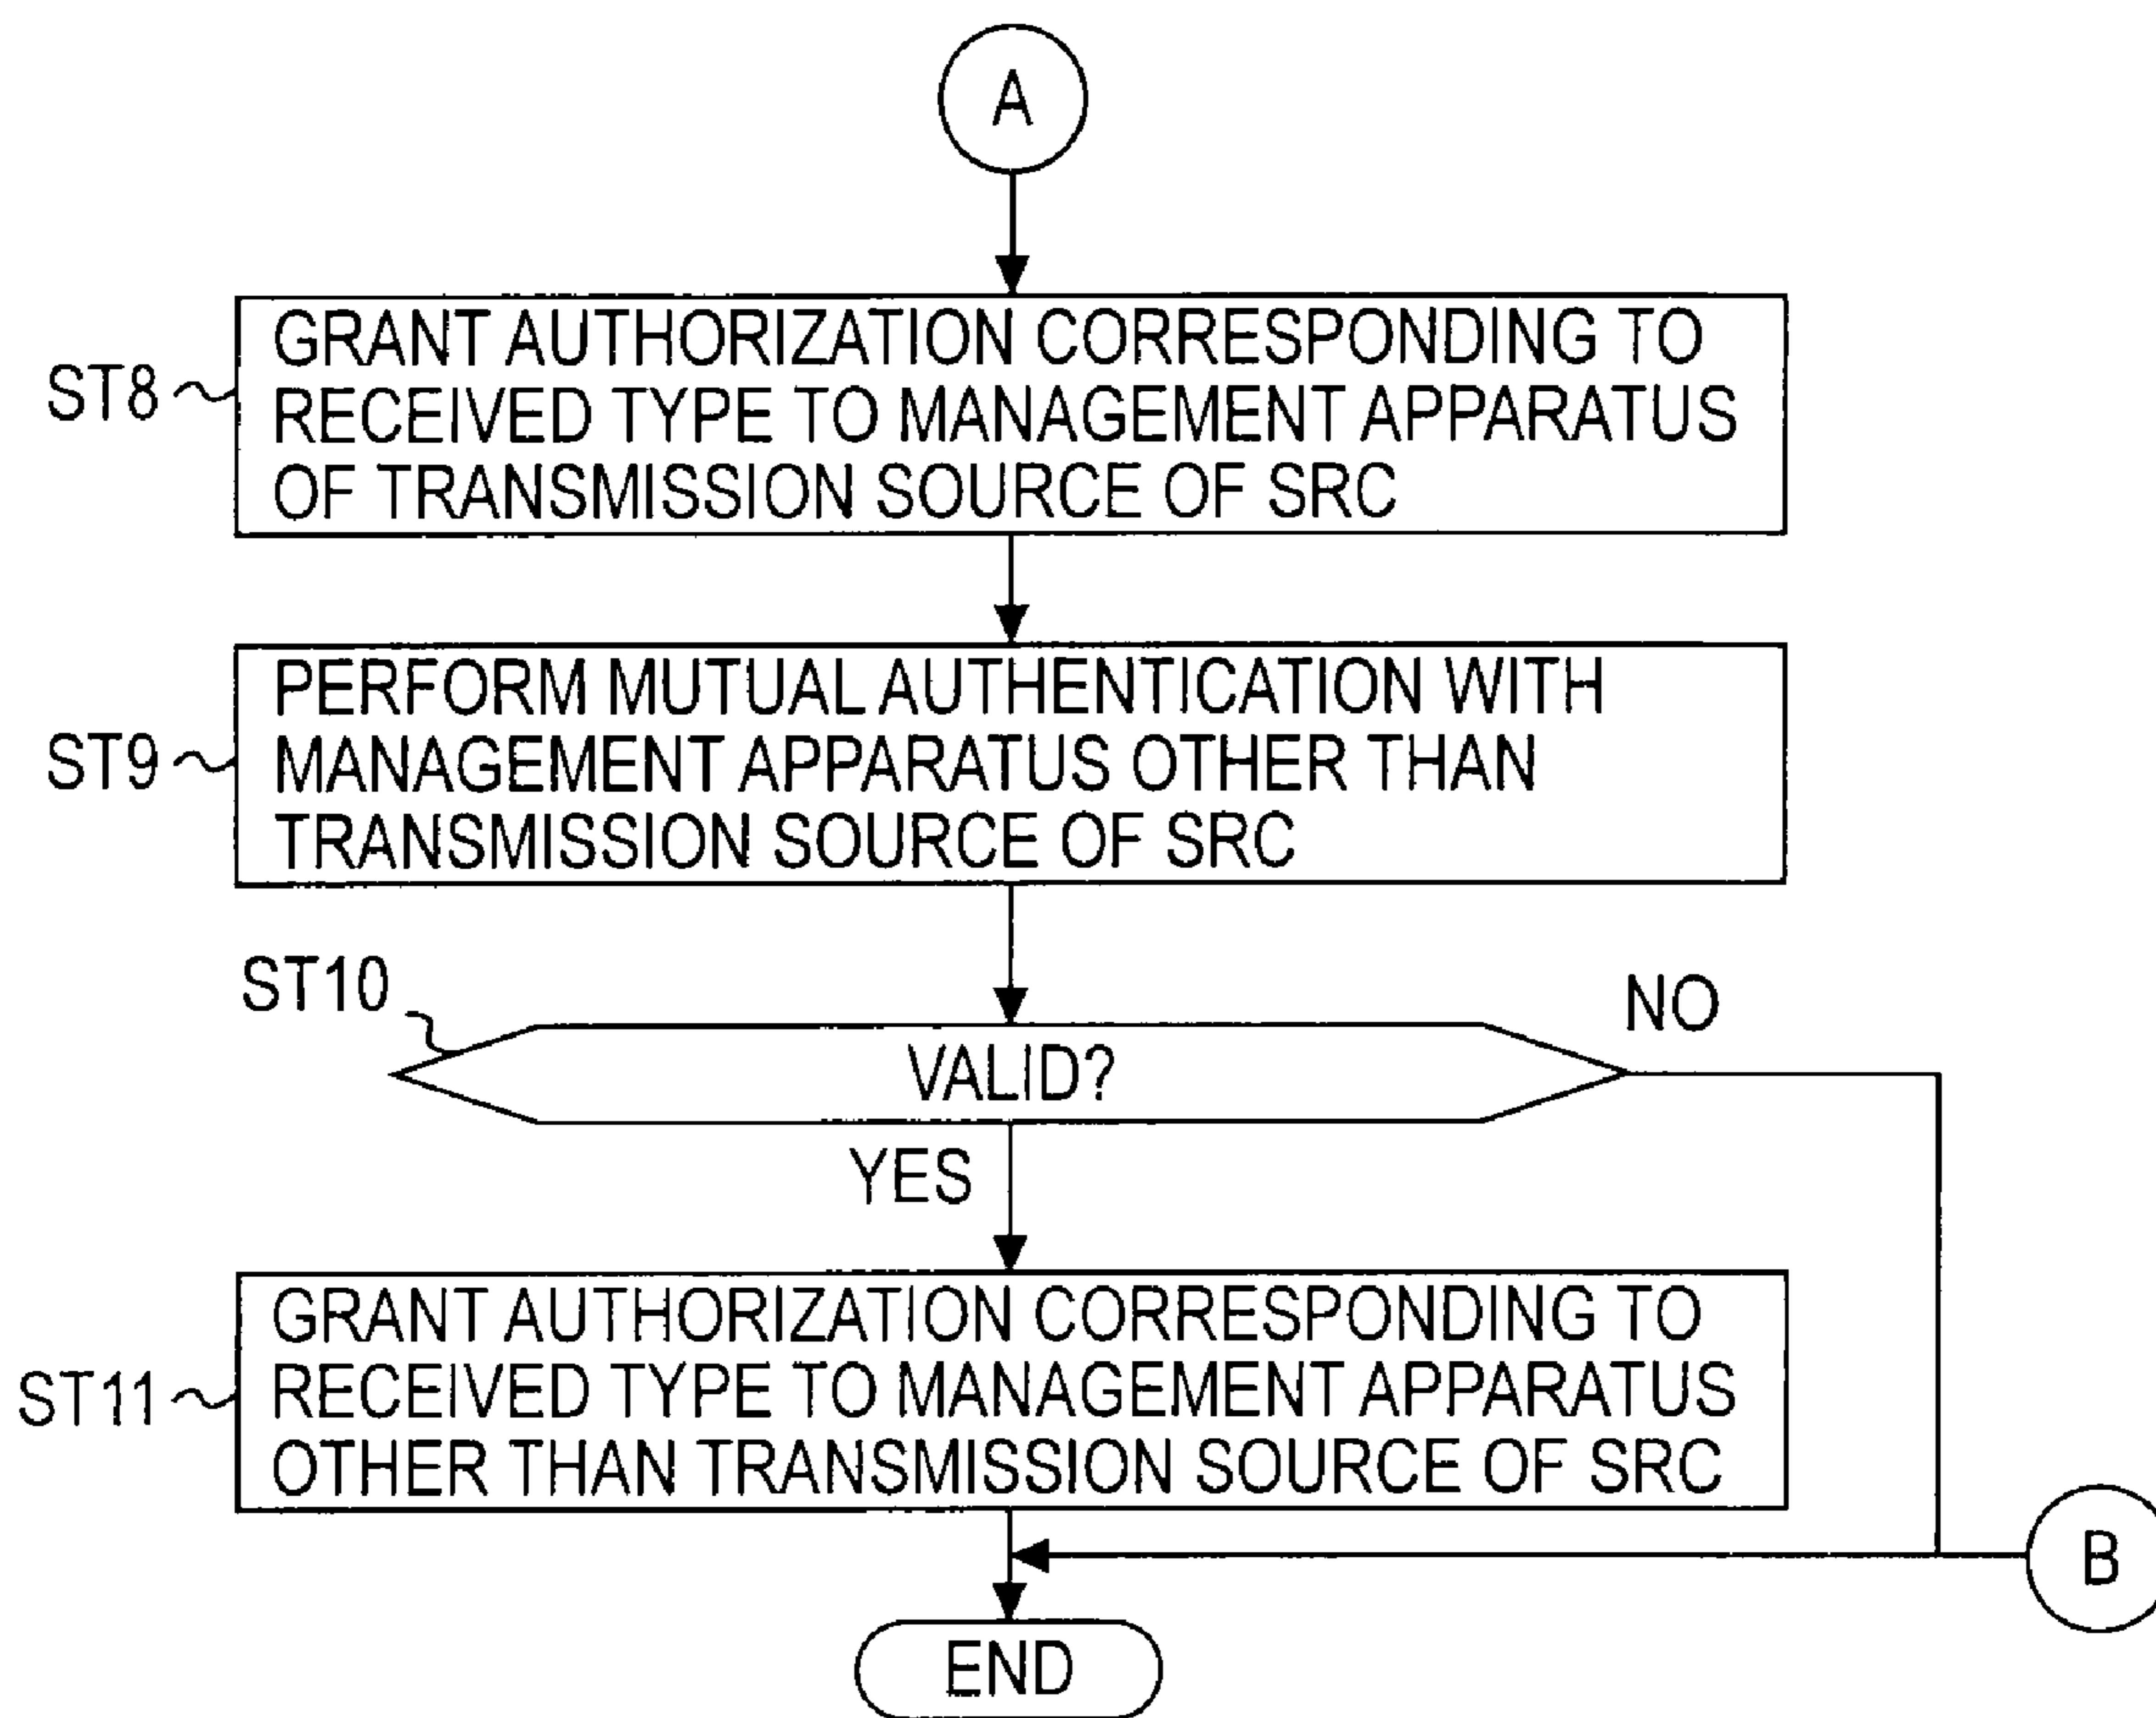 A
ST8
GRANT AUTHORIZATION CORRESPONDING TO
RECEIVED TYPE TO MANAGEMENT APPARATUS
OF TRANSMISSION SOURCE OF SRC
ST9
PERFORM MUTUAL AUTHENTICATION WITH
MANAGEMENT APPARATUS OTHER THAN
TRANSMISSION SOURCE OF SRC
ST10
NO
VALID?
YES
ST11
GRANT AUTHORIZATION CORRESPONDING TO
RECEIVED TYPE TO MANAGEMENT APPARATUS
OTHER THAN TRANSMISSION SOURCE OF SRC
B
END